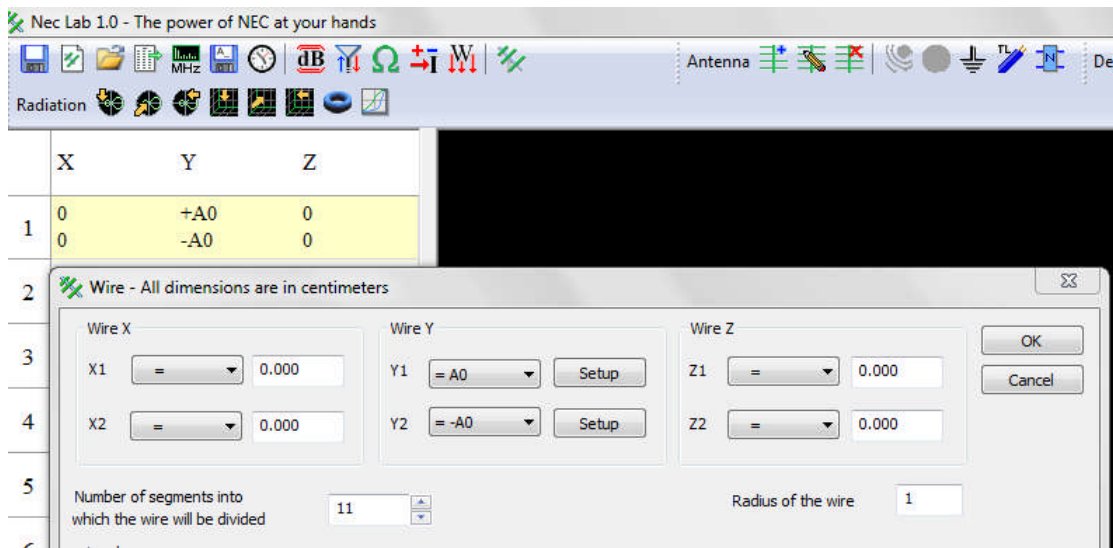 Nec Lab 1.0 - The power of NEC at your hands
MHz dB Ω Antenna TL N De
Radiation
X Y Z
1 0 +A0 0
0 -A0 0
2 Wire - All dimensions are in centimeters
Wire X Wire Y Wire Z
OK
3 X1 = 0.000 Y1 = A0 Setup Z1 = 0.000
Cancel
4 X2 = 0.000 Y2 = -A0 Setup Z2 = 0.000
5 Number of segments into
which the wire will be divided 11 Radius of the wire 1